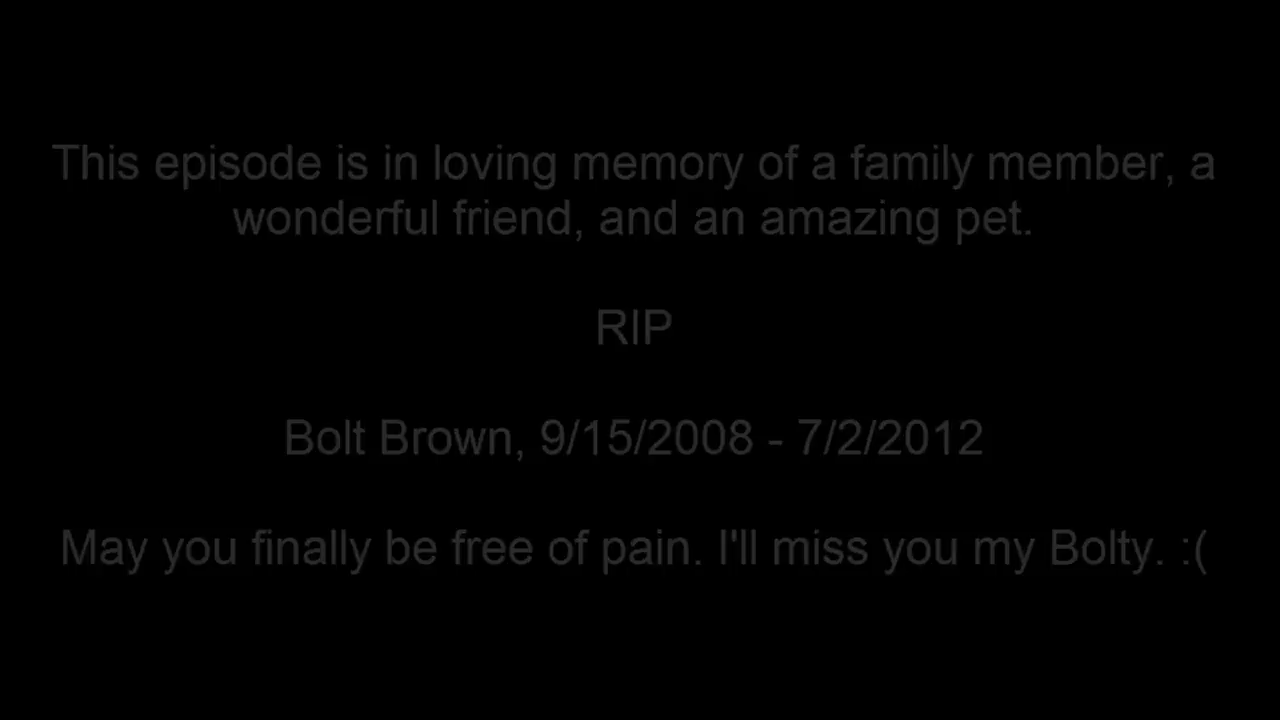 This episode is in loving memory of a family member, a
wonderful friend, and an amazing pet.
RIP
Bolt Brown, 9/15/2008 - 7/2/2012
May you finally be free of pain. I'll miss you my Bolty. :(